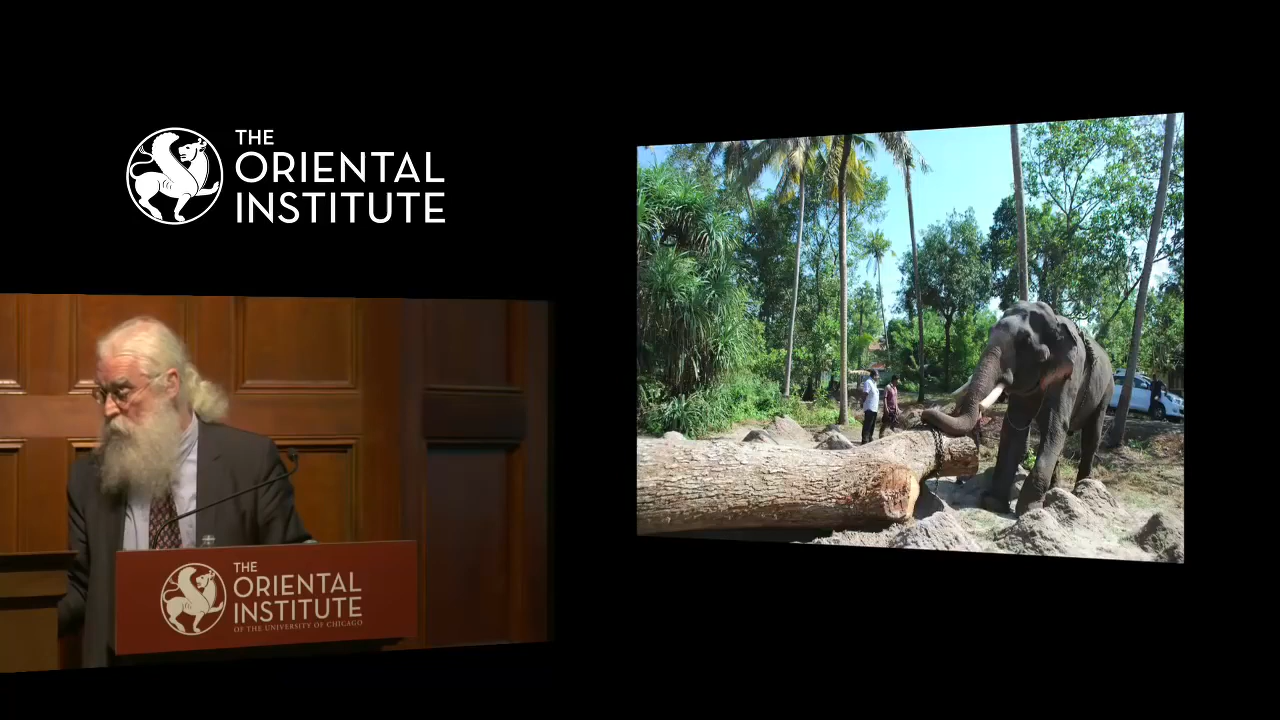 THE
ORIENTAL
INSTITUTE
THE
ORIENTAL
INSTITUTE
OF THE UNIVERSITY OF CHICAGO